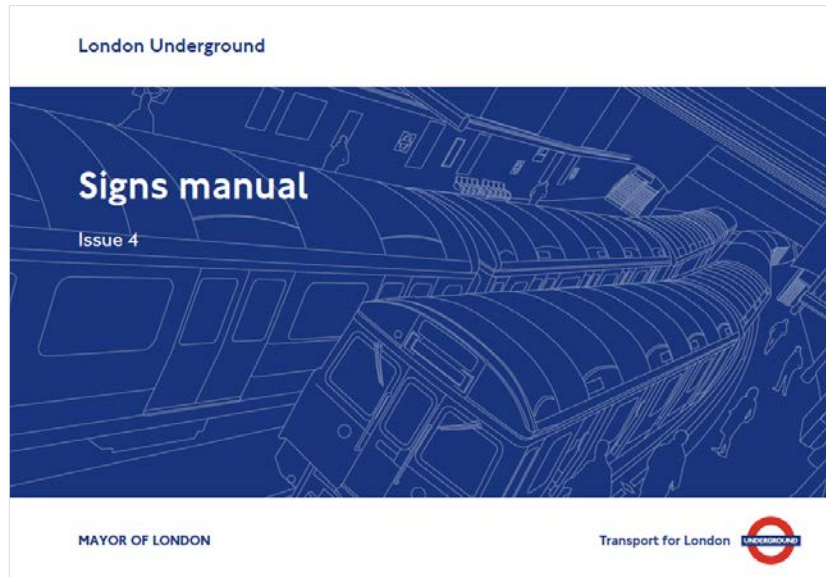 London Underground
Signs manual
Issue 4
MAYOR OF LONDON
Transport for London
UNDERGROUND